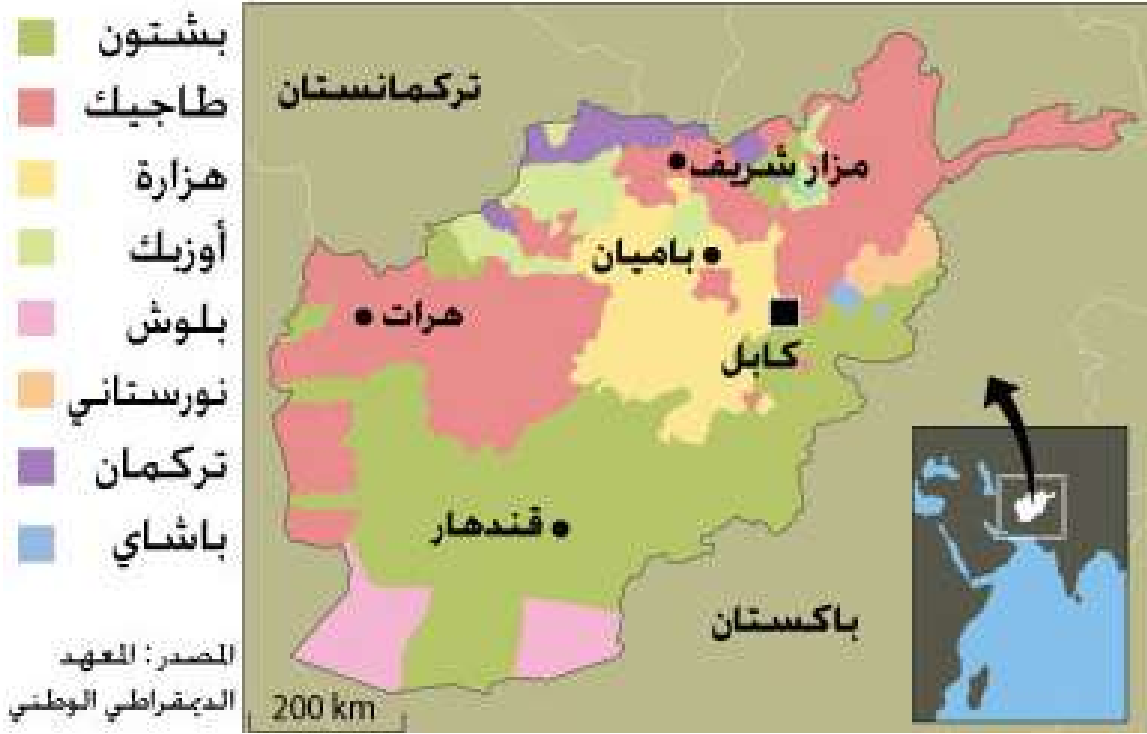 بشتون
طاجيك
هزارة
أوزبك
بلوش
نورستاني
تركمان
باشاي
المصدر: المعهد
الديمقراطي الوطني
تركمانستان
مزار شريف
باميان
هرات
كابل
قندهار
باكستان
200 km